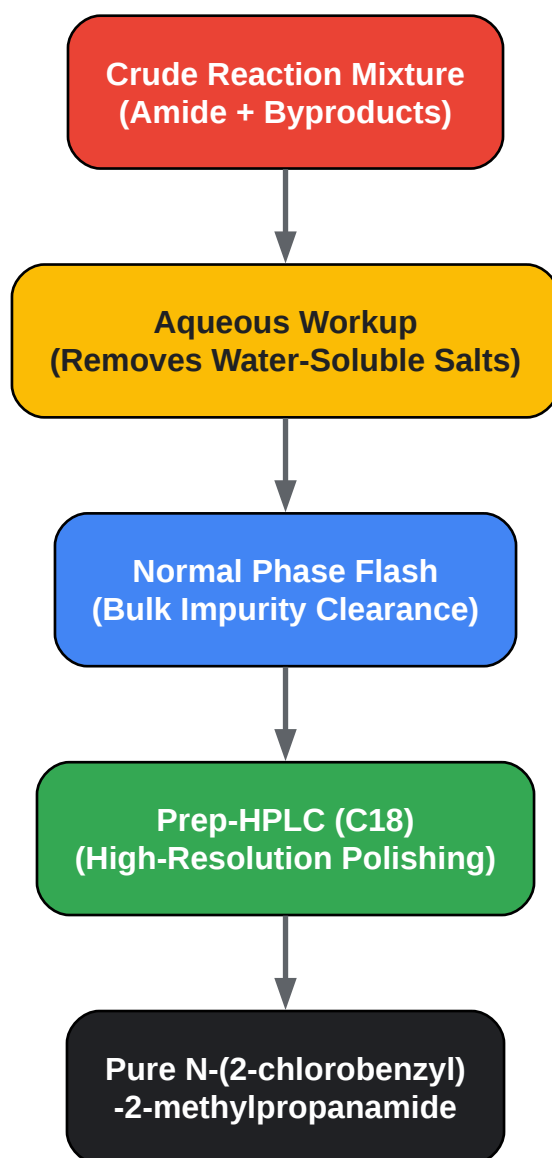 Crude Reaction Mixture
(Amide + Byproducts)
Aqueous Workup
(Removes Water-Soluble Salts)
Normal Phase Flash
(Bulk Impurity Clearance)
Prep-HPLC (C18)
(High-Resolution Polishing)
Pure N-(2-chlorobenzyl)
-2-methylpropanamide